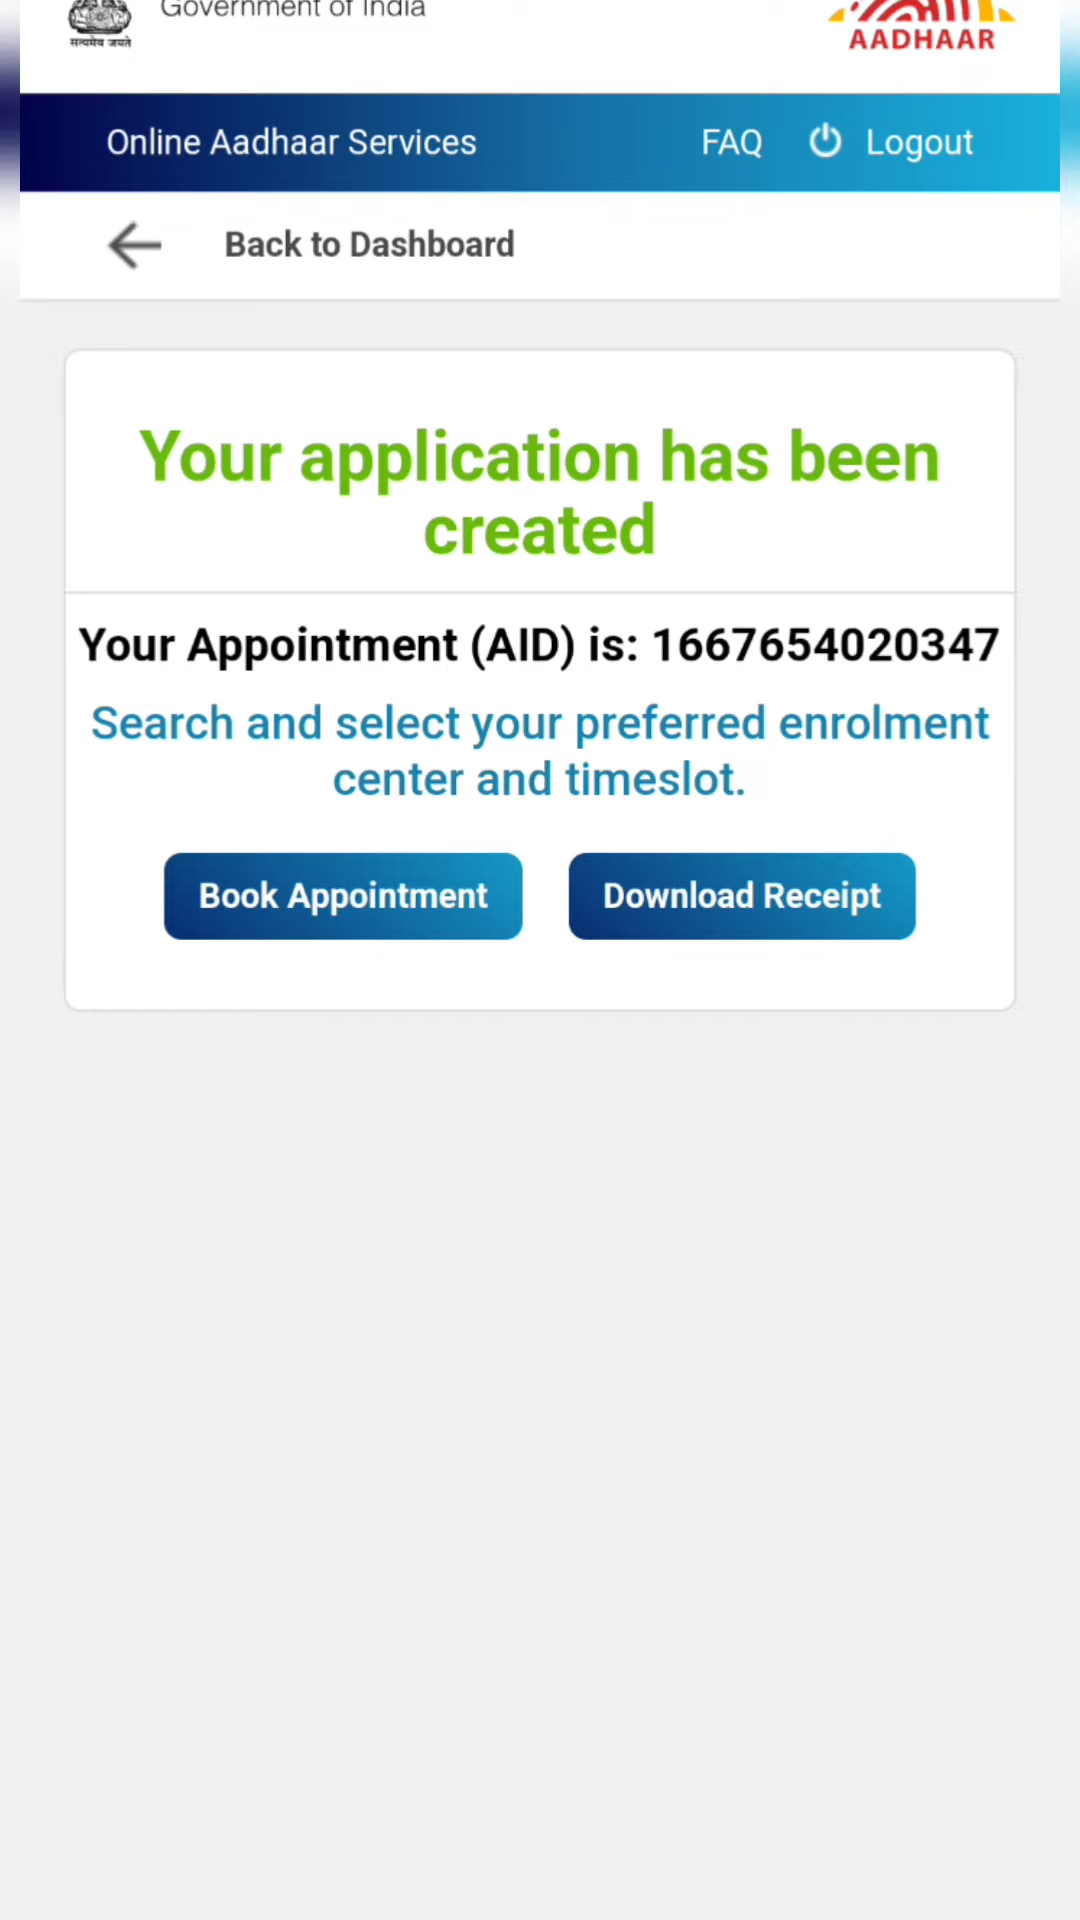 Government of India
सत्यमेव जयते
AADHAAR
Online Aadhaar Services
FAQ
Logout
Back to Dashboard
Your application has been
created
Your Appointment (AID) is: 1667654020347
Search and select your preferred enrolment
center and timeslot.
Book Appointment
Download Receipt